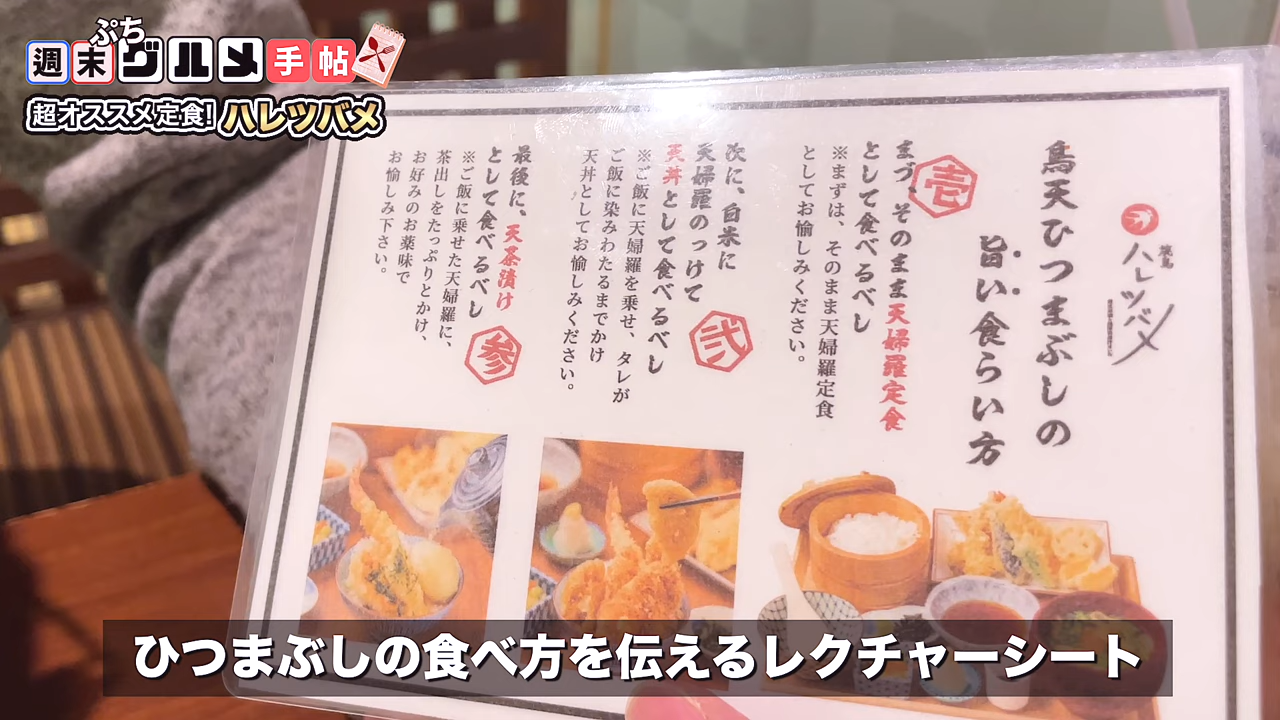 週末ぷちグルメ手帖
超オススメ定食!ハレツバメ
ハレツバメ
鳥天ひつまぶしの
旨い食らい方
壱
まづ、そのまま天婦羅定食
として食べるべし
※まずは、そのまま天婦羅定食
としてお愉しみください。
弐
次に、白米に
天婦羅のっけて
天丼として食べるべし
※ご飯に天婦羅を乗せ、タレが
ご飯に染みわたるまでかけ
天丼としてお愉しみください。
参
最後に、天茶漬け
として食べるべし
※ご飯に乗せた天婦羅に、
茶出しをたっぷりとかけ、
お好みのお薬味で
お愉しみ下さい。
ひつまぶしの食べ方を伝えるレクチャーシート